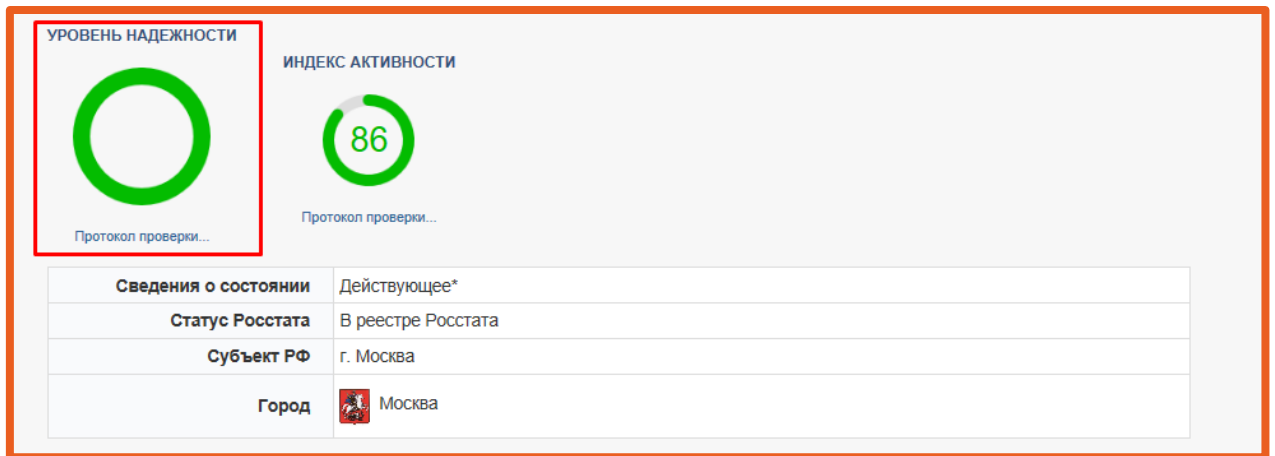 УРОВЕНЬ НАДЕЖНОСТИ
ИНДЕКС АКТИВНОСТИ
86
Протокол проверки...
Протокол проверки...
Сведения о состоянии Действующее*
Статус Росстата В реестре Росстата
Субъект РФ г. Москва
Город Москва